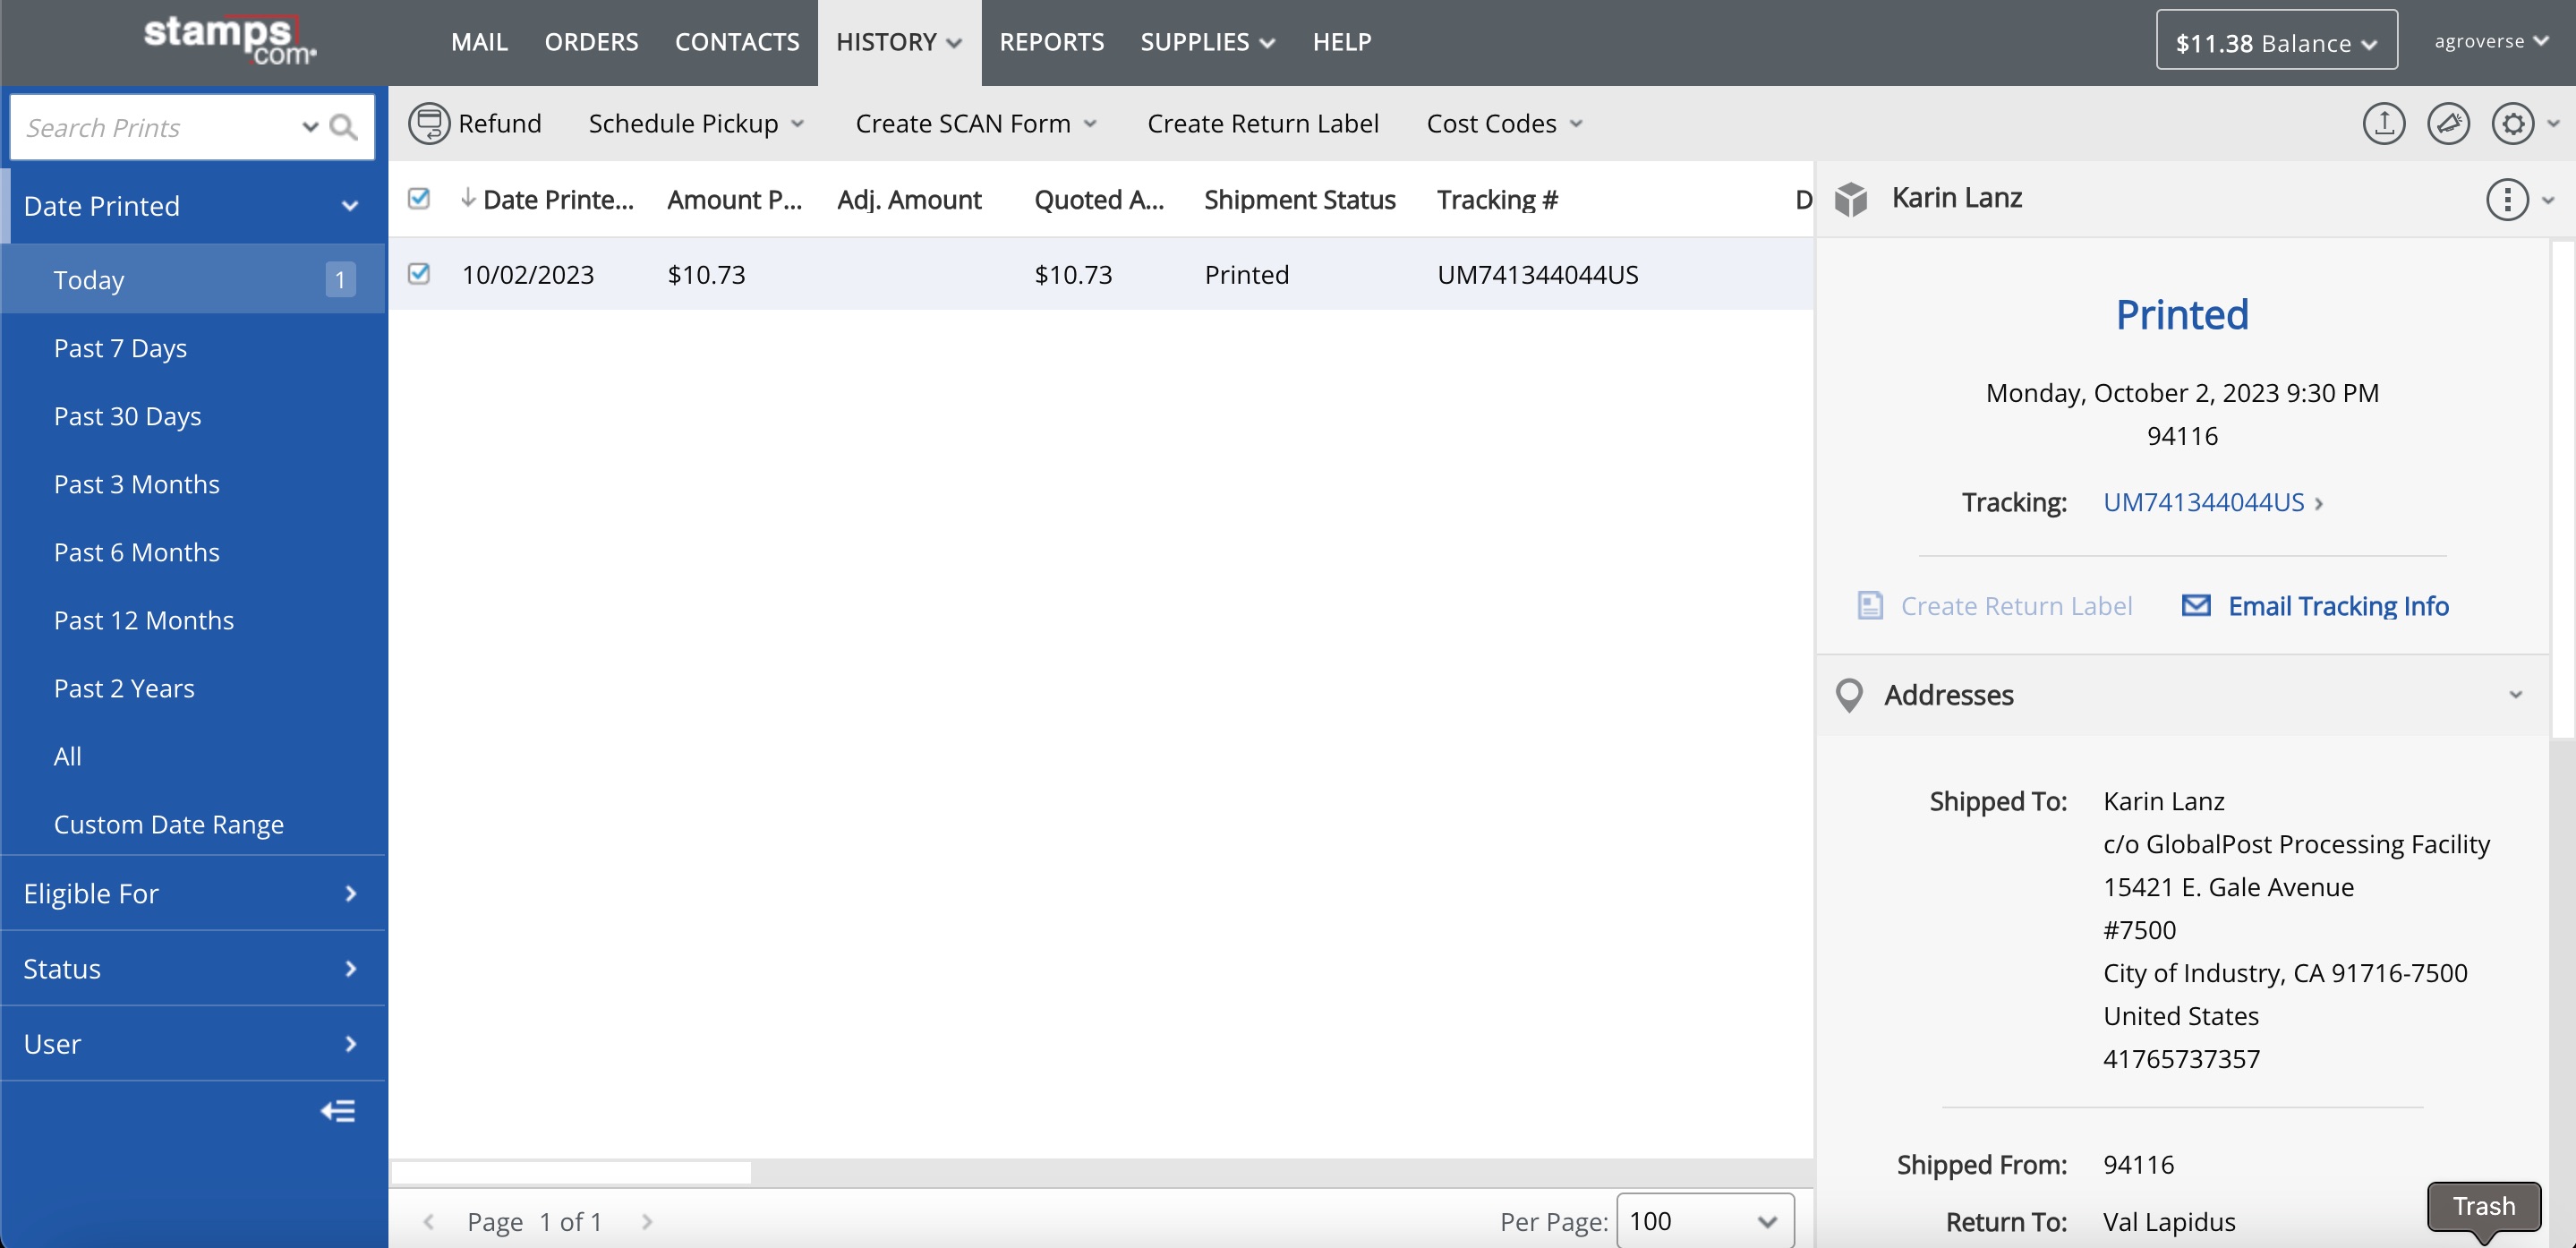 stamps.com
MAIL ORDERS CONTACTS HISTORY REPORTS SUPPLIES HELP
$11.38 Balance
agroverse
Search Prints
Refund Schedule Pickup Create SCAN Form Create Return Label Cost Codes
Date Printed
Today 1
Past 7 Days
Past 30 Days
Past 3 Months
Past 6 Months
Past 12 Months
Past 2 Years
All
Custom Date Range
Eligible For
Status
User
Date Printe... Amount P... Adj. Amount Quoted A... Shipment Status Tracking # D
10/02/2023 $10.73 $10.73 Printed UM741344044US
Page 1 of 1
Per Page: 100
Karin Lanz
Printed
Monday, October 2, 2023 9:30 PM
94116
Tracking: UM741344044US
Create Return Label Email Tracking Info
Addresses
Shipped To: Karin Lanz
c/o GlobalPost Processing Facility
15421 E. Gale Avenue
#7500
City of Industry, CA 91716-7500
United States
41765737357
Shipped From: 94116
Return To: Val Lapidus
Trash